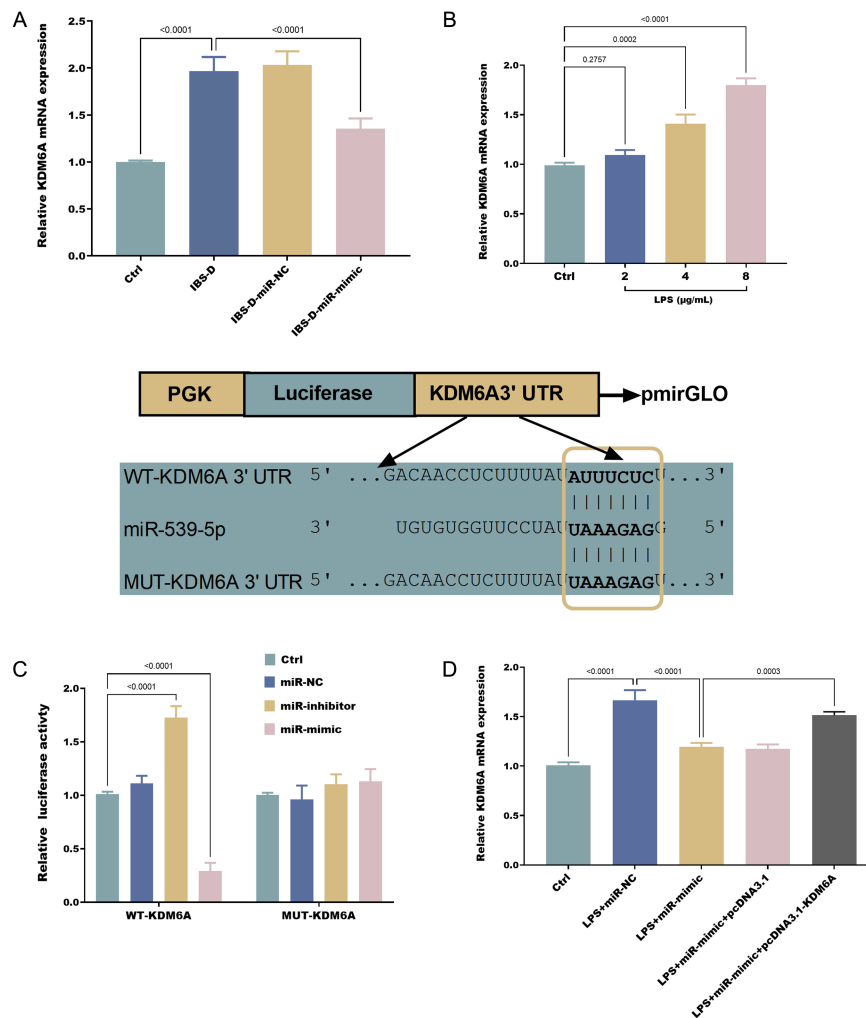 A
Relative KDM6A mRNA expression
2.5
2.0
1.5
1.0
0.5
0.0
<0.0001
<0.0001
Ctrl
IBS-D
IBS-D-miR-NC
IBS-D-miR-mimic
B
Relative KDM6A mRNA expression
2.5
2.0
1.5
1.0
0.5
0.0
<0.0001
0.0002
0.2757
Ctrl
2
4
8
LPS (μg/mL)
PGK
Luciferase
KDM6A3' UTR
pmirGLO
WT-KDM6A 3' UTR 5' ...GACAACCUCUUUUAUAUUUCUCU...3'
miR-539-5p 3' UGUGUGGUUCCUAUUAAAGAGG 5'
MUT-KDM6A 3' UTR 5' ...GACAACCUCUUUUAUUAAAGAGU...3'
C
Relative luciferase activty
2.0
1.5
1.0
0.5
0.0
<0.0001
<0.0001
Ctrl
miR-NC
miR-inhibitor
miR-mimic
WT-KDM6A
MUT-KDM6A
D
Relative KDM6A mRNA expression
2.0
1.5
1.0
0.5
0.0
<0.0001
<0.0001
0.0003
Ctrl
LPS+miR-NC
LPS+miR-mimic
LPS+miR-mimic+pcDNA3.1
LPS+miR-mimic+pcDNA3.1-KDM6A